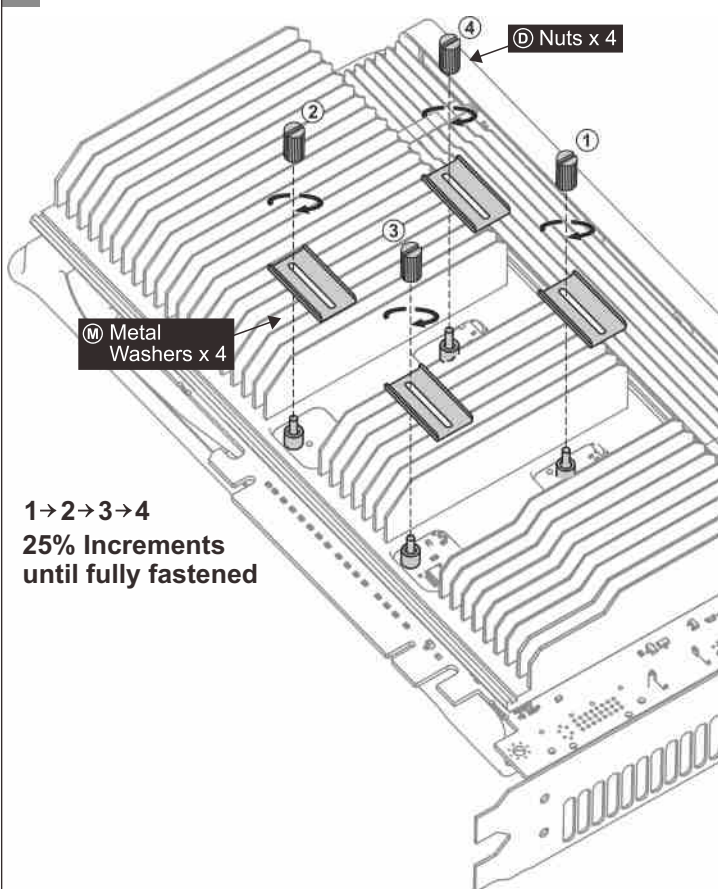 ④
Ⓓ Nuts x 4
②
①
③
Ⓜ Metal
Washers x 4
1→2→3→4
25% Increments
until fully fastened